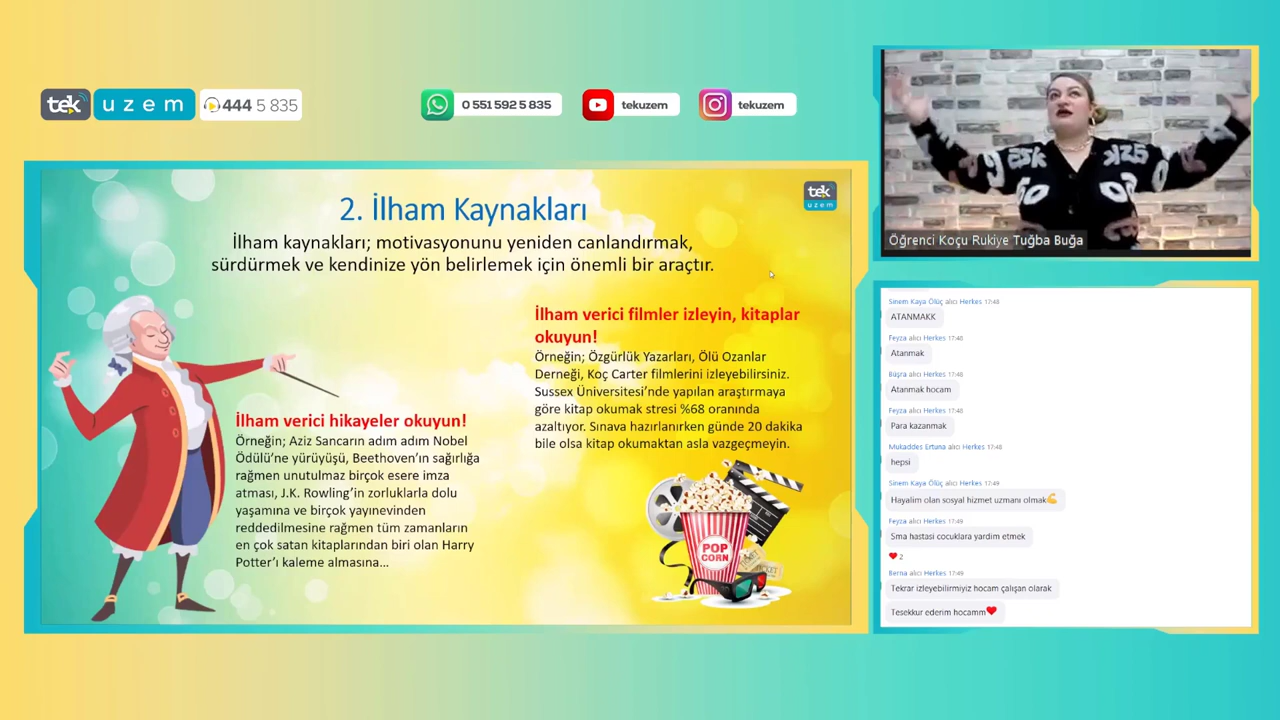 tek
uzem
444 5 835
0 551 592 5 835
tekuzem
tekuzem
tek
uzem
2. İlham Kaynakları
İlham kaynakları; motivasyonunu yeniden canlandırmak,
sürdürmek ve kendinize yön belirlemek için önemli bir araçtır.
İlham verici hikayeler okuyun!
Örneğin; Aziz Sancarın adım adım Nobel
Ödülü’ne yürüyüşü, Beethoven’ın sağırlığa
rağmen unutulmaz birçok esere imza
atması, J.K. Rowling’in zorluklarla dolu
yaşamına ve birçok yayınevinden
reddedilmesine rağmen tüm zamanların
en çok satan kitaplarından biri olan Harry
Potter’ı kaleme almasına…
İlham verici filmler izleyin, kitaplar
okuyun!
Örneğin; Özgürlük Yazarları, Ölü Ozanlar
Derneği, Koç Carter filmlerini izleyebilirsiniz.
Sussex Üniversitesi’nde yapılan araştırmaya
göre kitap okumak stresi %68 oranında
azaltıyor. Sınava hazırlanırken günde 20 dakika
bile olsa kitap okumaktan asla vazgeçmeyin.
POP
CORN
Öğrenci Koçu Rukiye Tuğba Buğa
Sinem Kaya Ölüç alıcı Herkes 17:48
ATANMAKK
Feyza alıcı Herkes 17:48
Atanmak
Büşra alıcı Herkes 17:48
Atanmak hocam
Feyza alıcı Herkes 17:48
Para kazanmak
Mukaddes Ertuna alıcı Herkes 17:48
hepsi
Sinem Kaya Ölüç alıcı Herkes 17:49
Hayalim olan sosyal hizmet uzmanı olmak💪
Feyza alıcı Herkes 17:49
Sma hastasi cocuklara yardim etmek
❤ 2
Berna alıcı Herkes 17:49
Tekrar izleyebilirmiyiz hocam çalışan olarak
Tesekkur ederim hocamm❤